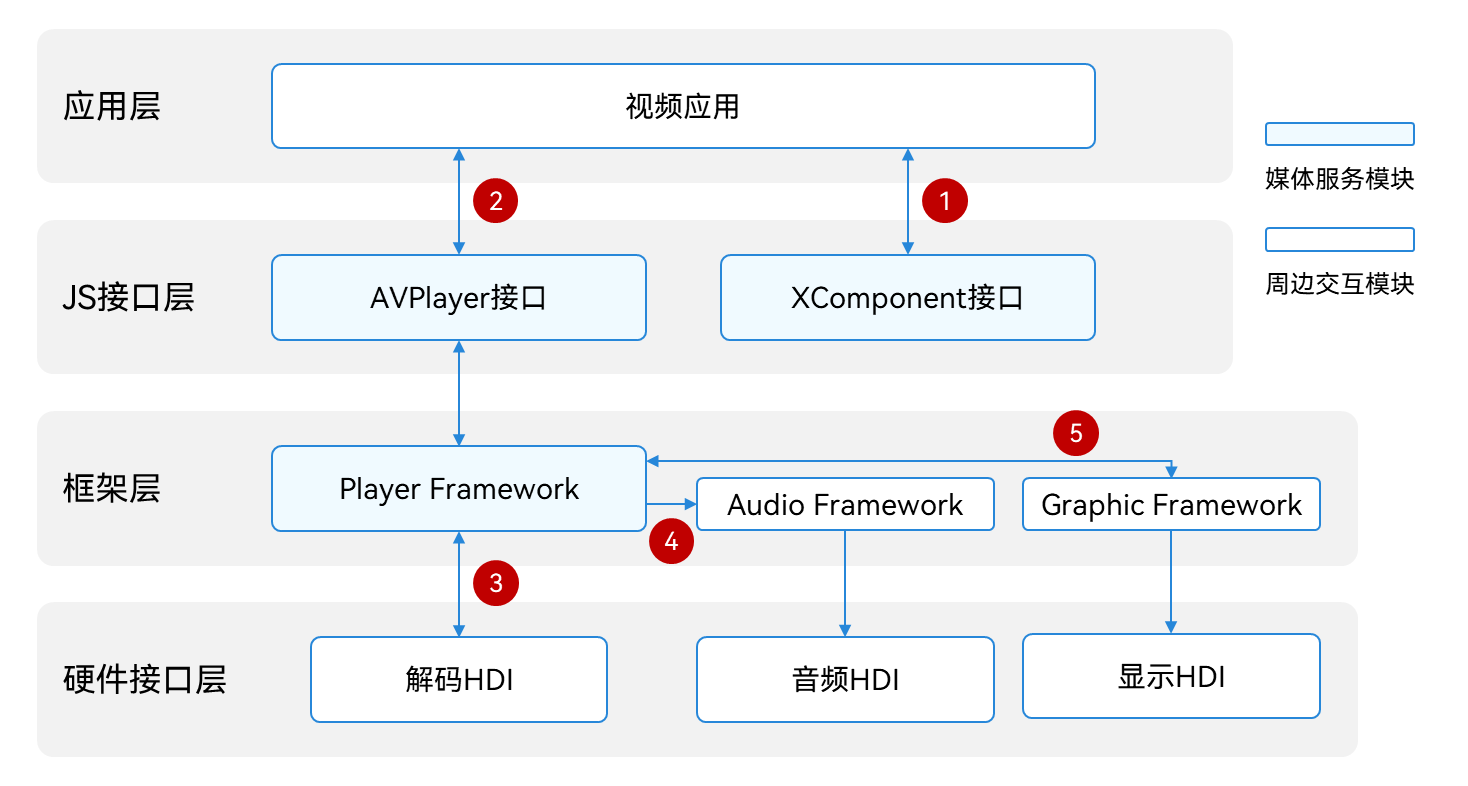 应用层
视频应用
媒体服务模块
2
1
周边交互模块
JS接口层
AVPlayer接口
XComponent接口
5
框架层
Player Framework
Audio Framework
Graphic Framework
4
3
硬件接口层
解码HDI
音频HDI
显示HDI